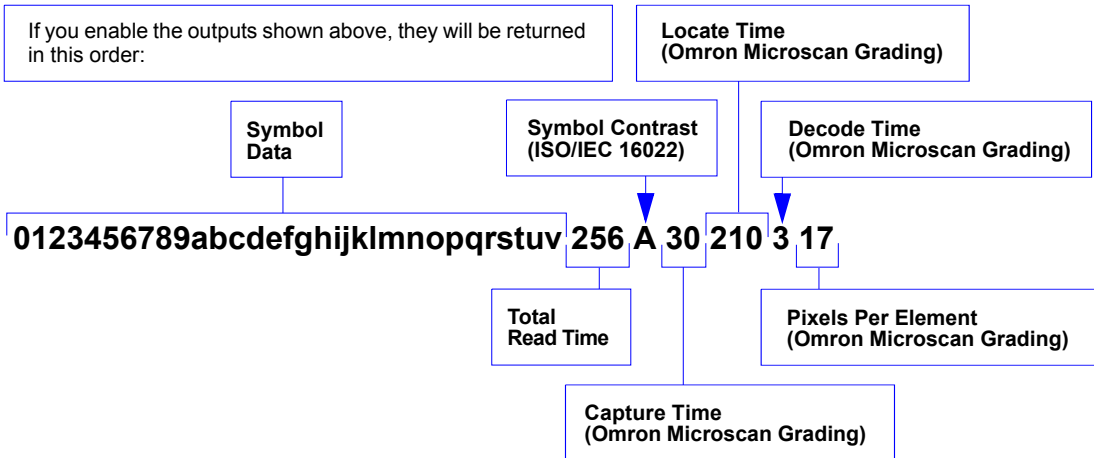 If you enable the outputs shown above, they will be returned
in this order:
Locate Time
(Omron Microscan Grading)
Symbol
Data
Symbol Contrast
(ISO/IEC 16022)
Decode Time
(Omron Microscan Grading)
0123456789abcdefghijklmnopqrstuv 256 A 30 210 3 17
Total
Read Time
Pixels Per Element
(Omron Microscan Grading)
Capture Time
(Omron Microscan Grading)